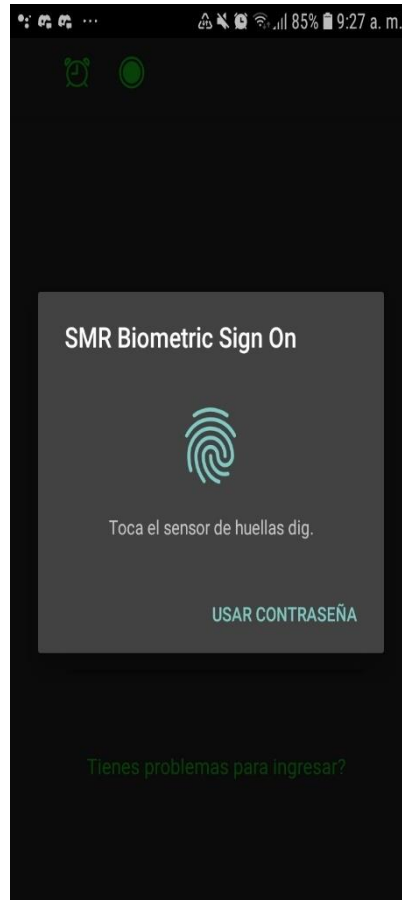 85% 9:27 a. m.
SMR Biometric Sign On
Toca el sensor de huellas dig.
USAR CONTRASEÑA
Tienes problemas para ingresar?